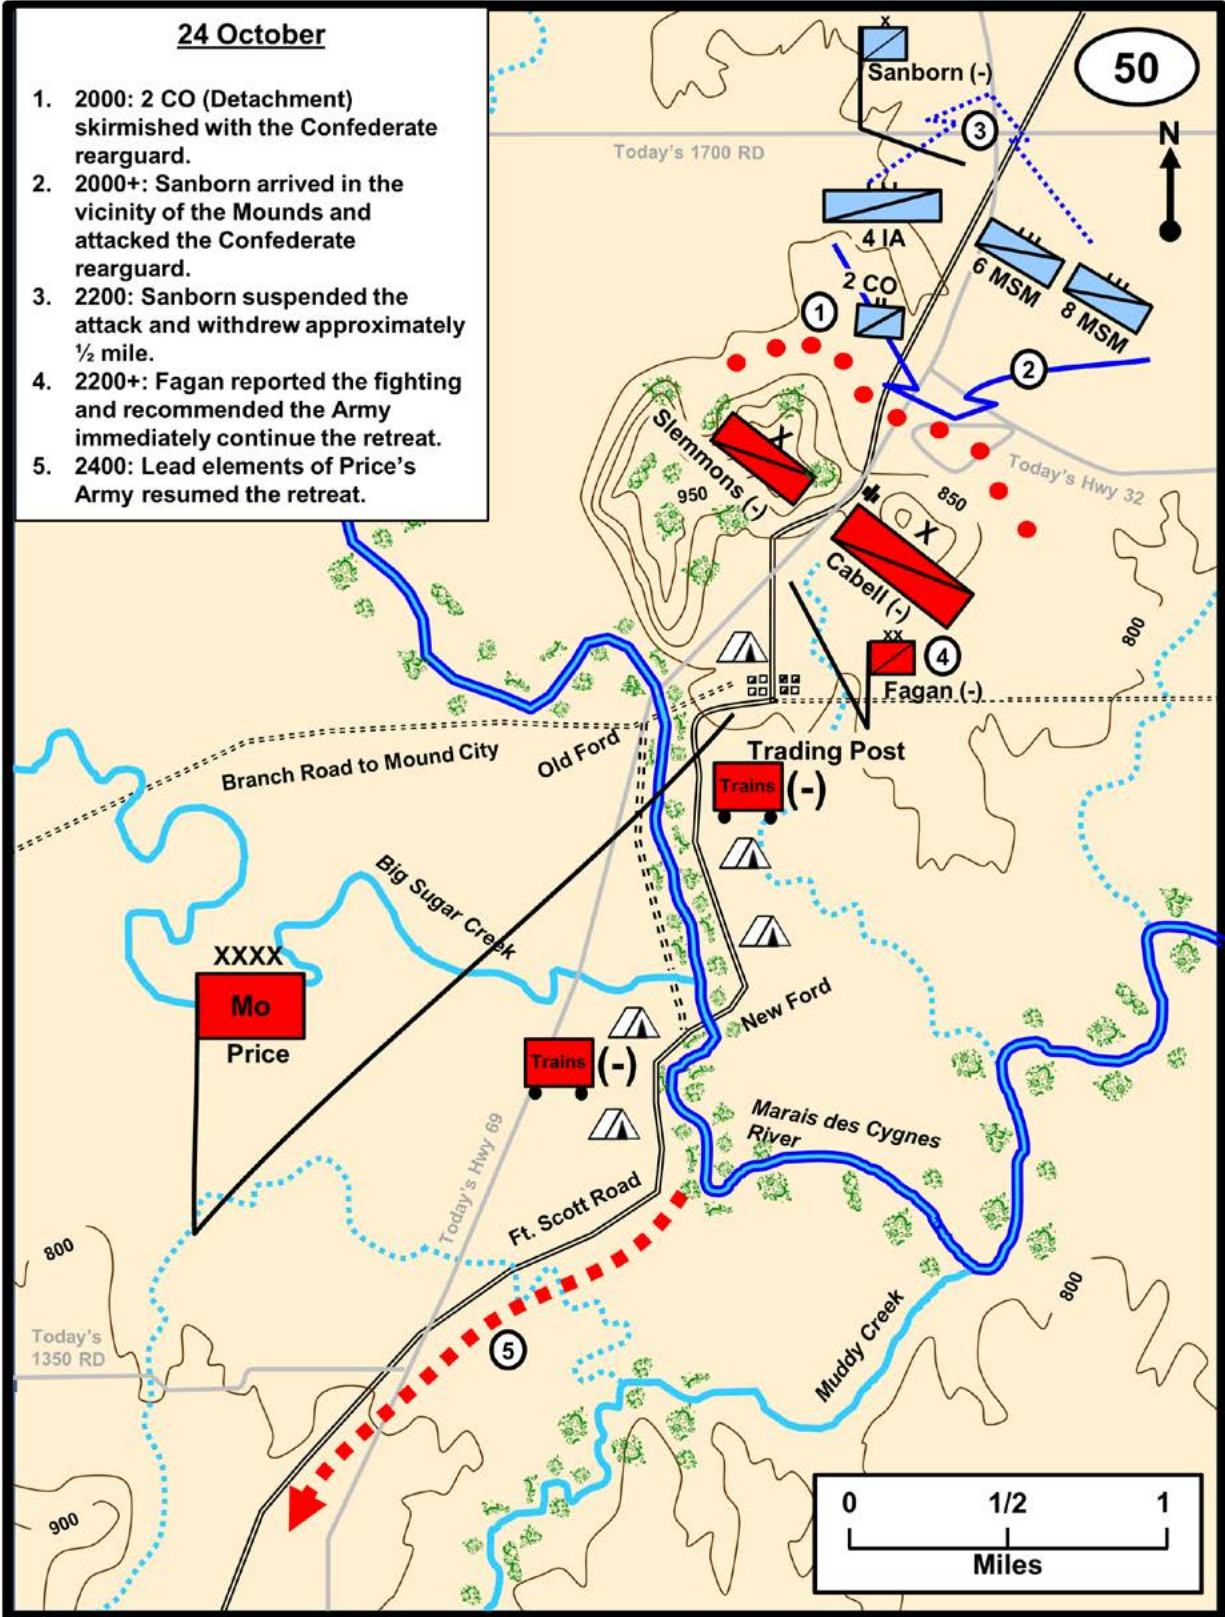 24 October
1. 2000: 2 CO (Detachment)
skirmished with the Confederate
rearguard.
2. 2000+: Sanborn arrived in the
vicinity of the Mounds and
attacked the Confederate
rearguard.
3. 2200: Sanborn suspended the
attack and withdrew approximately
½ mile.
4. 2200+: Fagan reported the fighting
and recommended the Army
immediately continue the retreat.
5. 2400: Lead elements of Price's
Army resumed the retreat.
50
X
Sanborn (-)
N
3
Today's 1700 RD
4 IA
6 MSM
8 MSM
2 CO
1
2
Slemmons (-)
X
950
Today's Hwy 32
850
X
Cabell (-)
800
XX
4
Fagan (-)
Trading Post
Old Ford
Branch Road to Mound City
Trains (-)
Big Sugar Creek
XXXX
Mo
Price
New Ford
Trains (-)
Marais des Cygnes
River
Today's Hwy 69
Ft. Scott Road
800
800
Today's
1350 RD
5
Muddy Creek
900
0 1/2 1
Miles